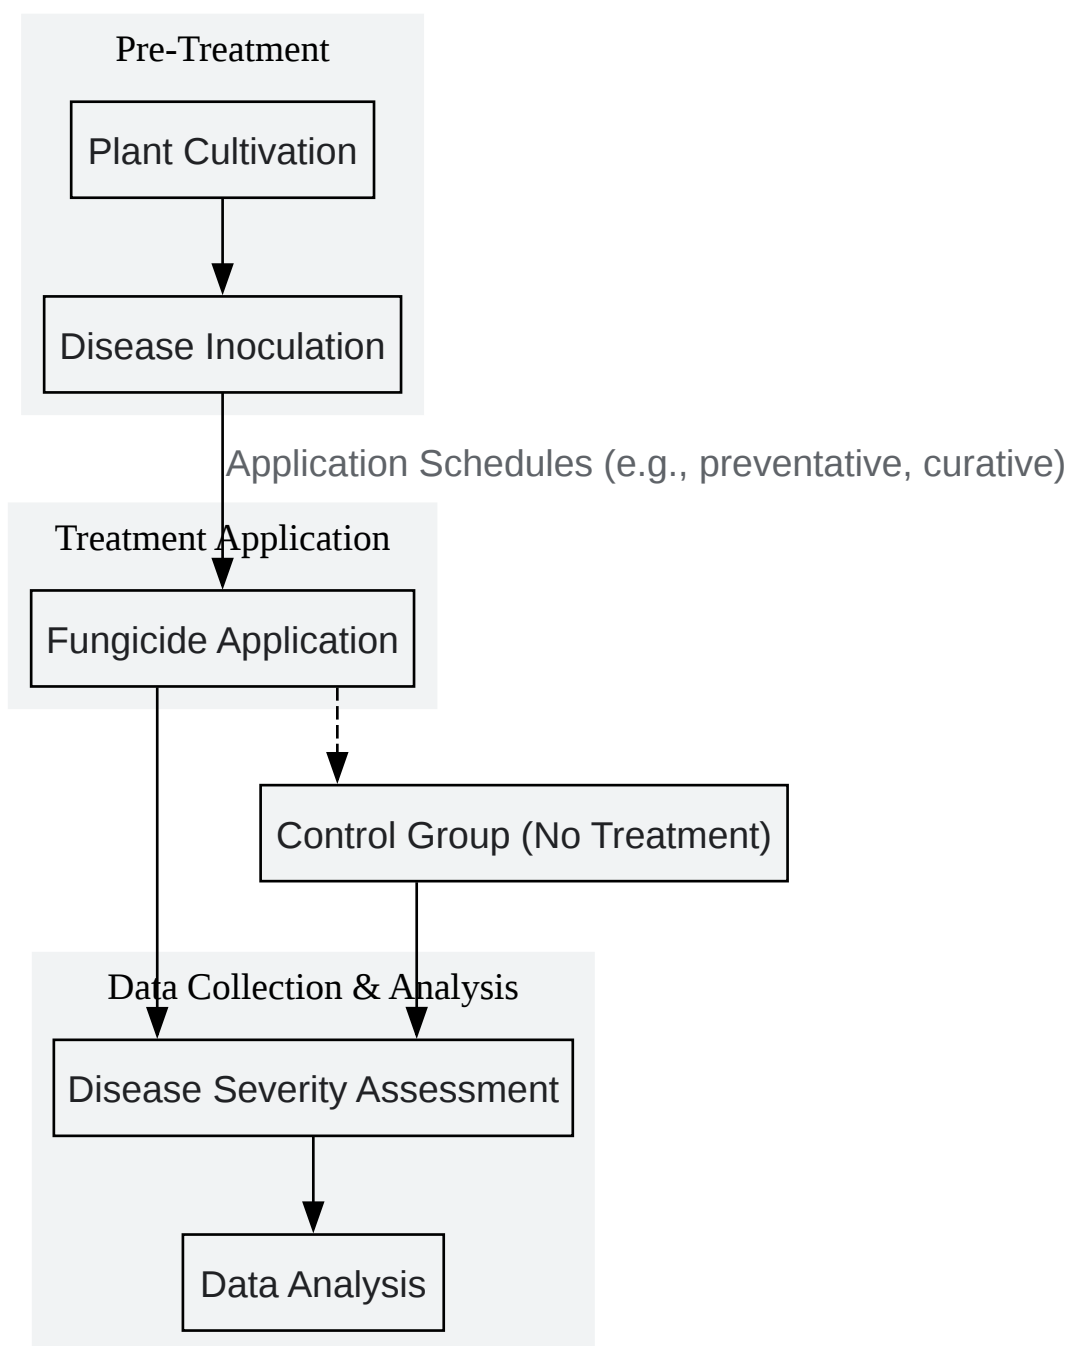 Pre-Treatment
Plant Cultivation
Disease Inoculation
Application Schedules (e.g., preventative, curative)
Treatment Application
Fungicide Application
Control Group (No Treatment)
Data Collection & Analysis
Disease Severity Assessment
Data Analysis